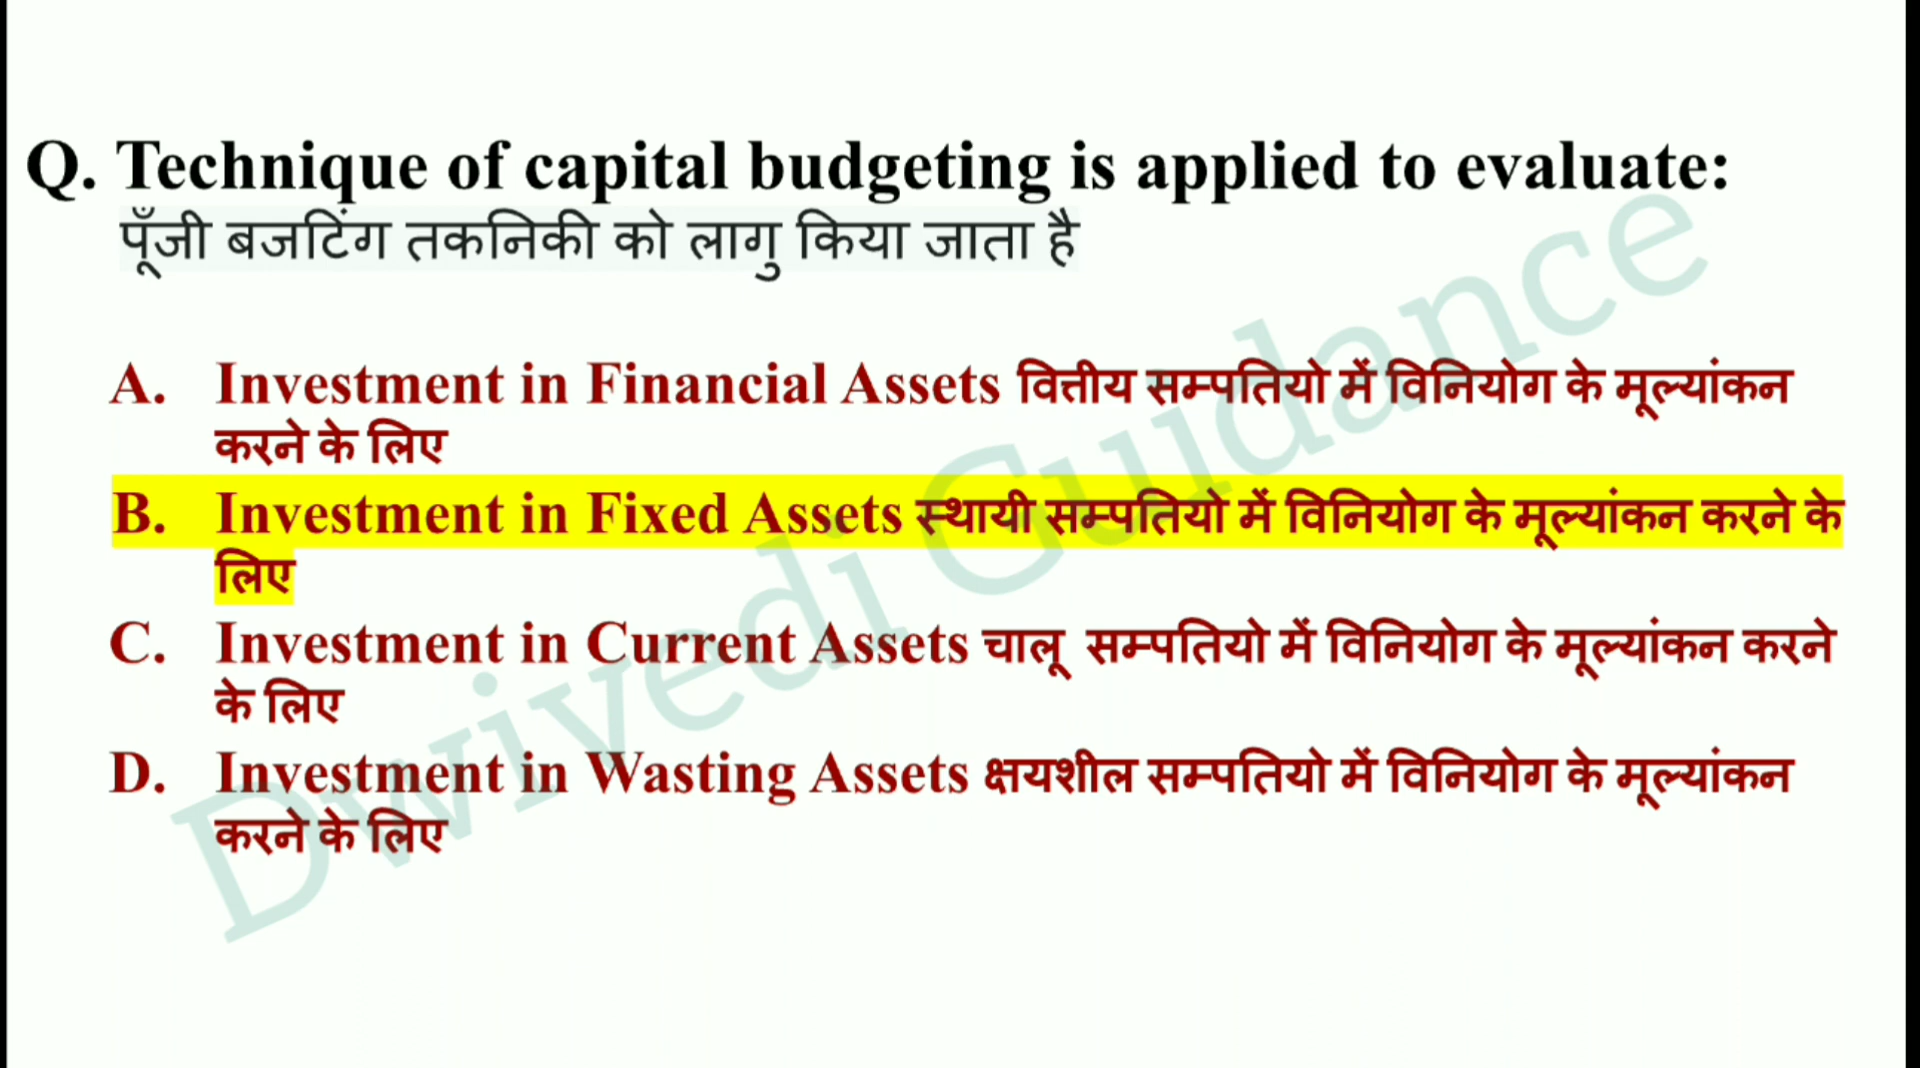 Q. Technique of capital budgeting is applied to evaluate:
पूँजी बजटिंग तकनिकी को लागु किया जाता है
A. Investment in Financial Assets वित्तीय सम्पतियो में विनियोग के मूल्यांकन
करने के लिए
B. Investment in Fixed Assets स्थायी सम्पतियो में विनियोग के मूल्यांकन करने के
लिए
C. Investment in Current Assets चालू सम्पतियो में विनियोग के मूल्यांकन करने
के लिए
D. Investment in Wasting Assets क्षयशील सम्पतियो में विनियोग के मूल्यांकन
करने के लिए
Dwivedi Guidance